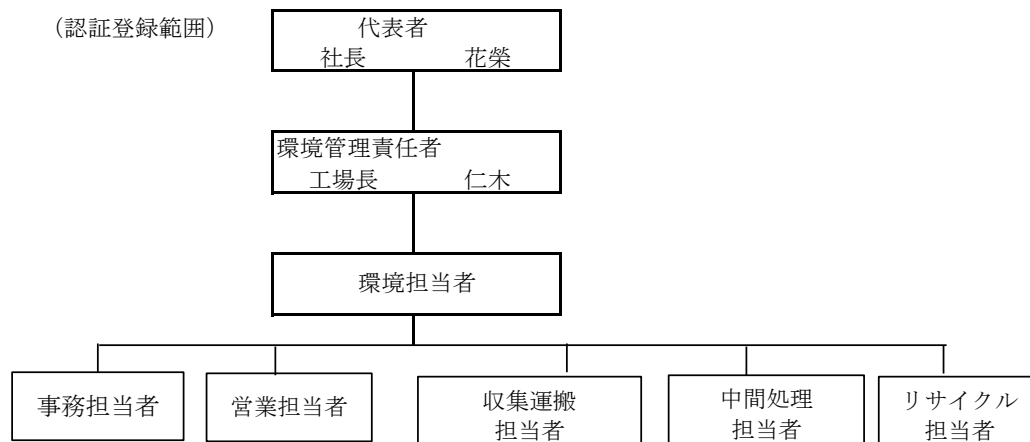 (認証登録範囲)
代表者
社長 花榮
環境管理責任者
工場長 仁木
環境担当者
事務担当者
営業担当者
収集運搬
担当者
中間処理
担当者
リサイクル
担当者